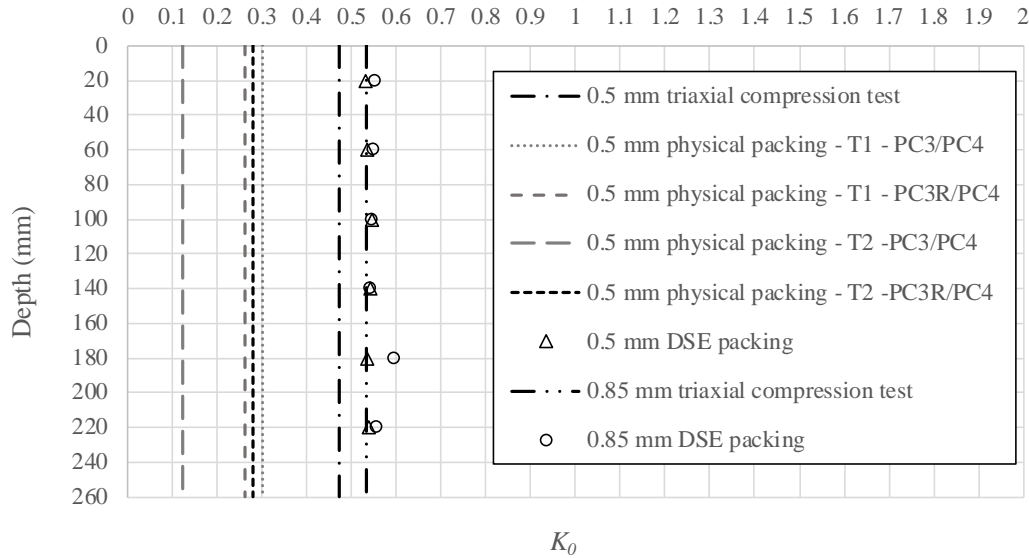 0 0.1 0.2 0.3 0.4 0.5 0.6 0.7 0.8 0.9 1 1.1 1.2 1.3 1.4 1.5 1.6 1.7 1.8 1.9 2
0
20
40
60
80
100
120
140
160
180
200
220
240
260
Depth (mm)
0.5 mm triaxial compression test
0.5 mm physical packing - T1 - PC3/PC4
0.5 mm physical packing - T1 - PC3R/PC4
0.5 mm physical packing - T2 -PC3/PC4
0.5 mm physical packing - T2 -PC3R/PC4
0.5 mm DSE packing
0.85 mm triaxial compression test
0.85 mm DSE packing
K0